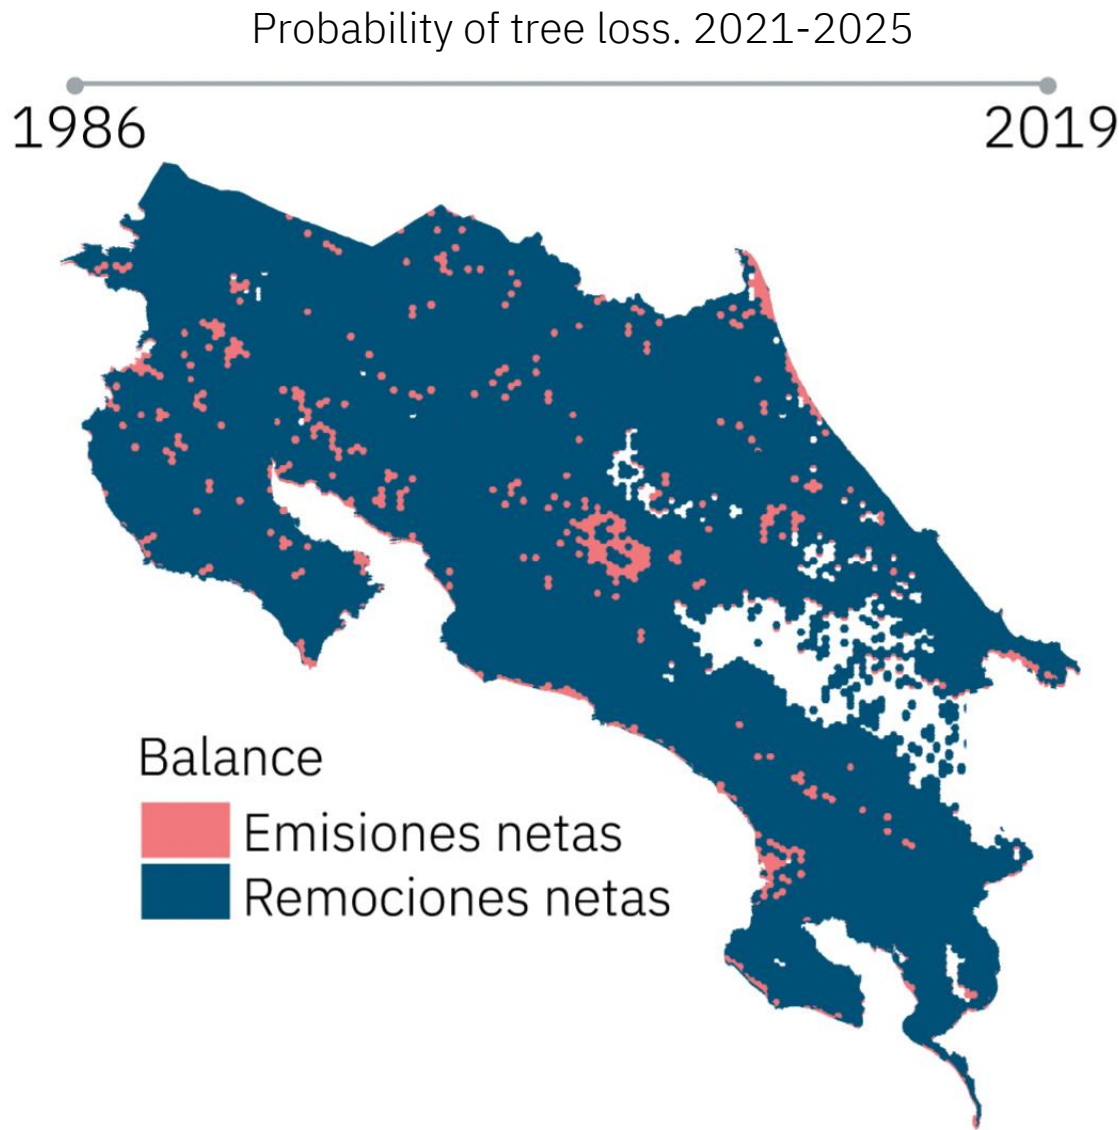 Probability of tree loss. 2021-2025
1986
2019
Balance
Emisiones netas
Remociones netas